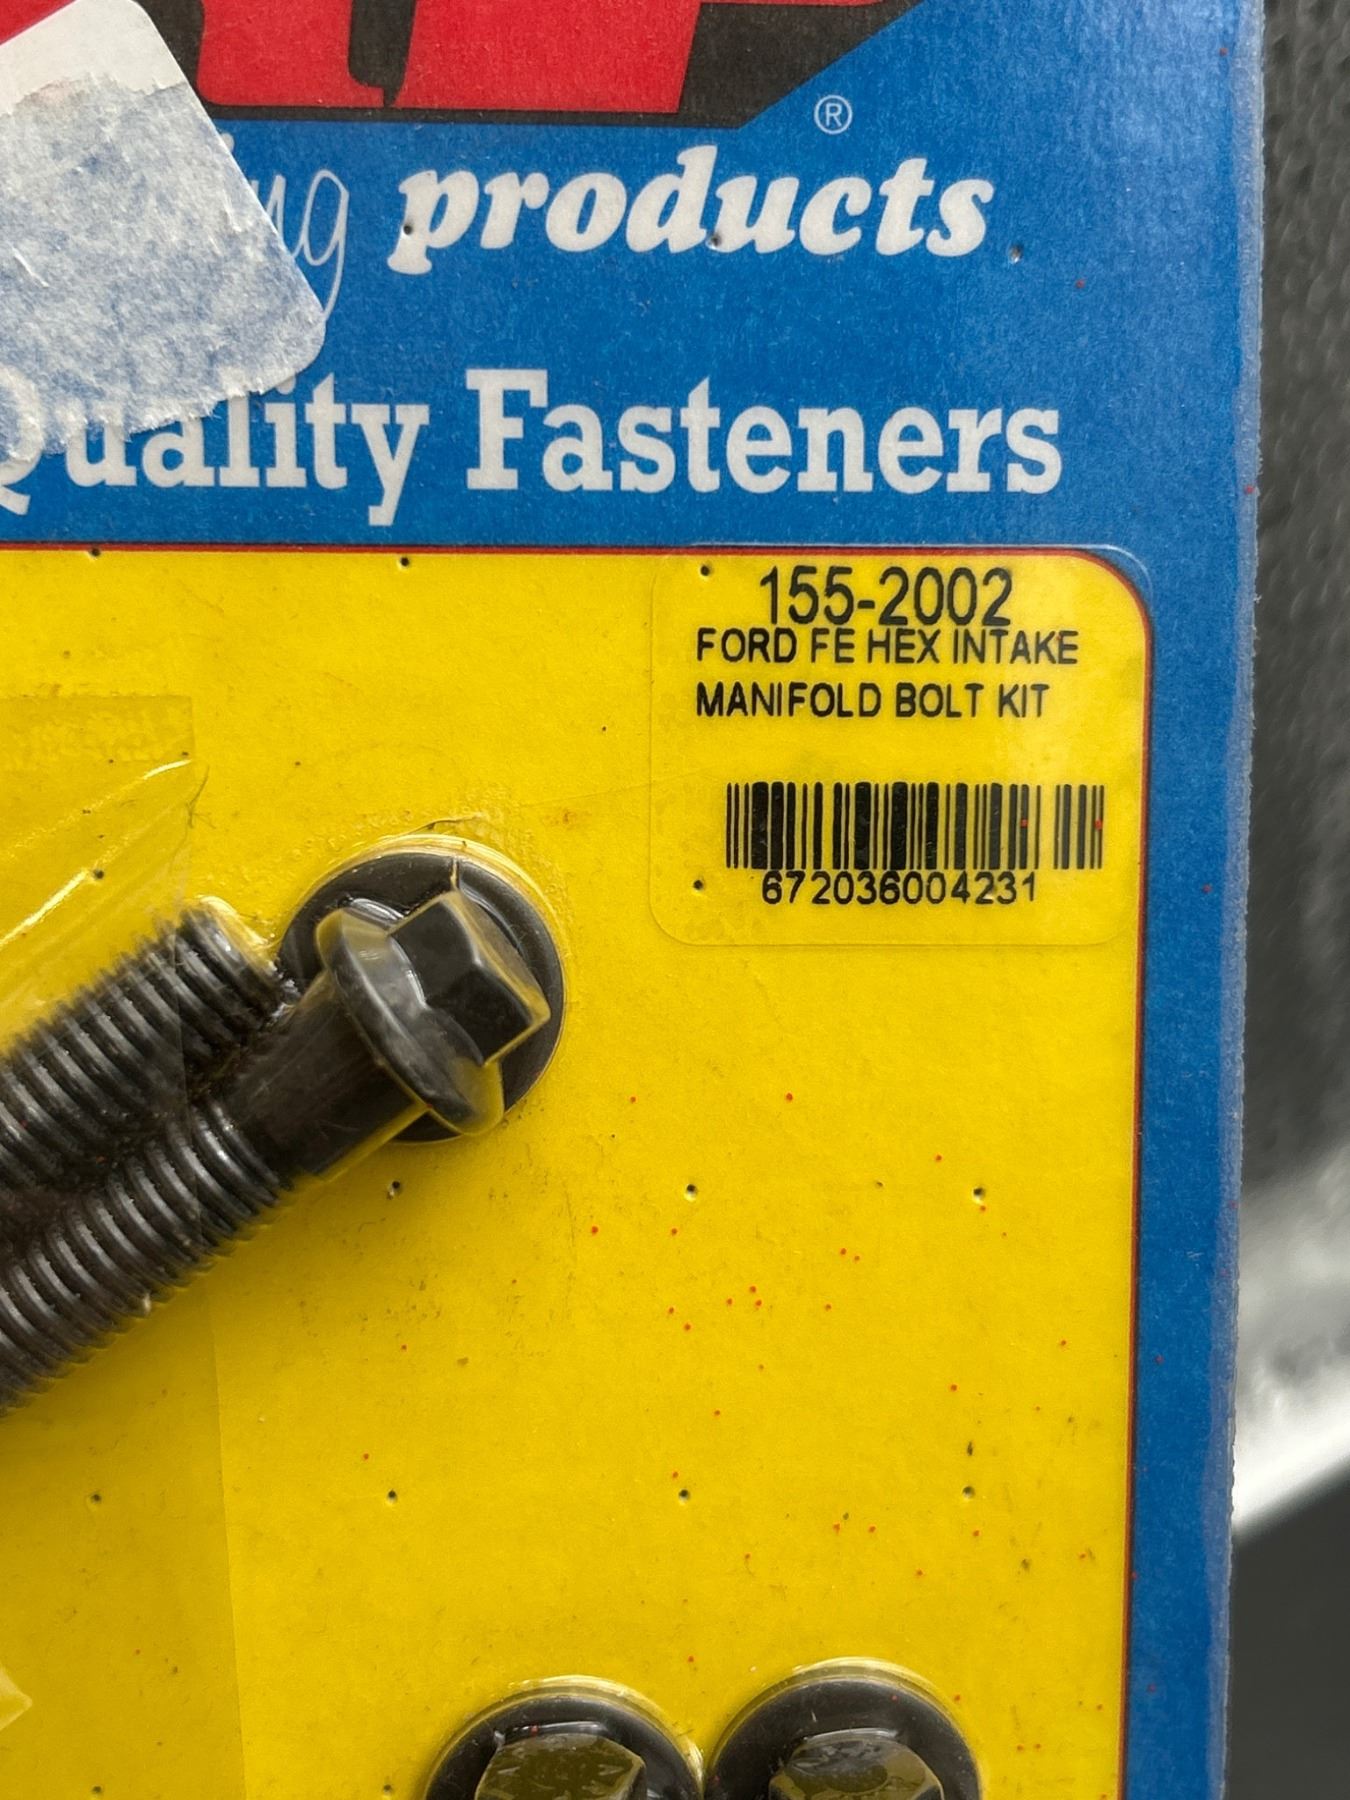 ®
products
Quality Fasteners
155-2002
FORD FE HEX INTAKE
MANIFOLD BOLT KIT
672036004231